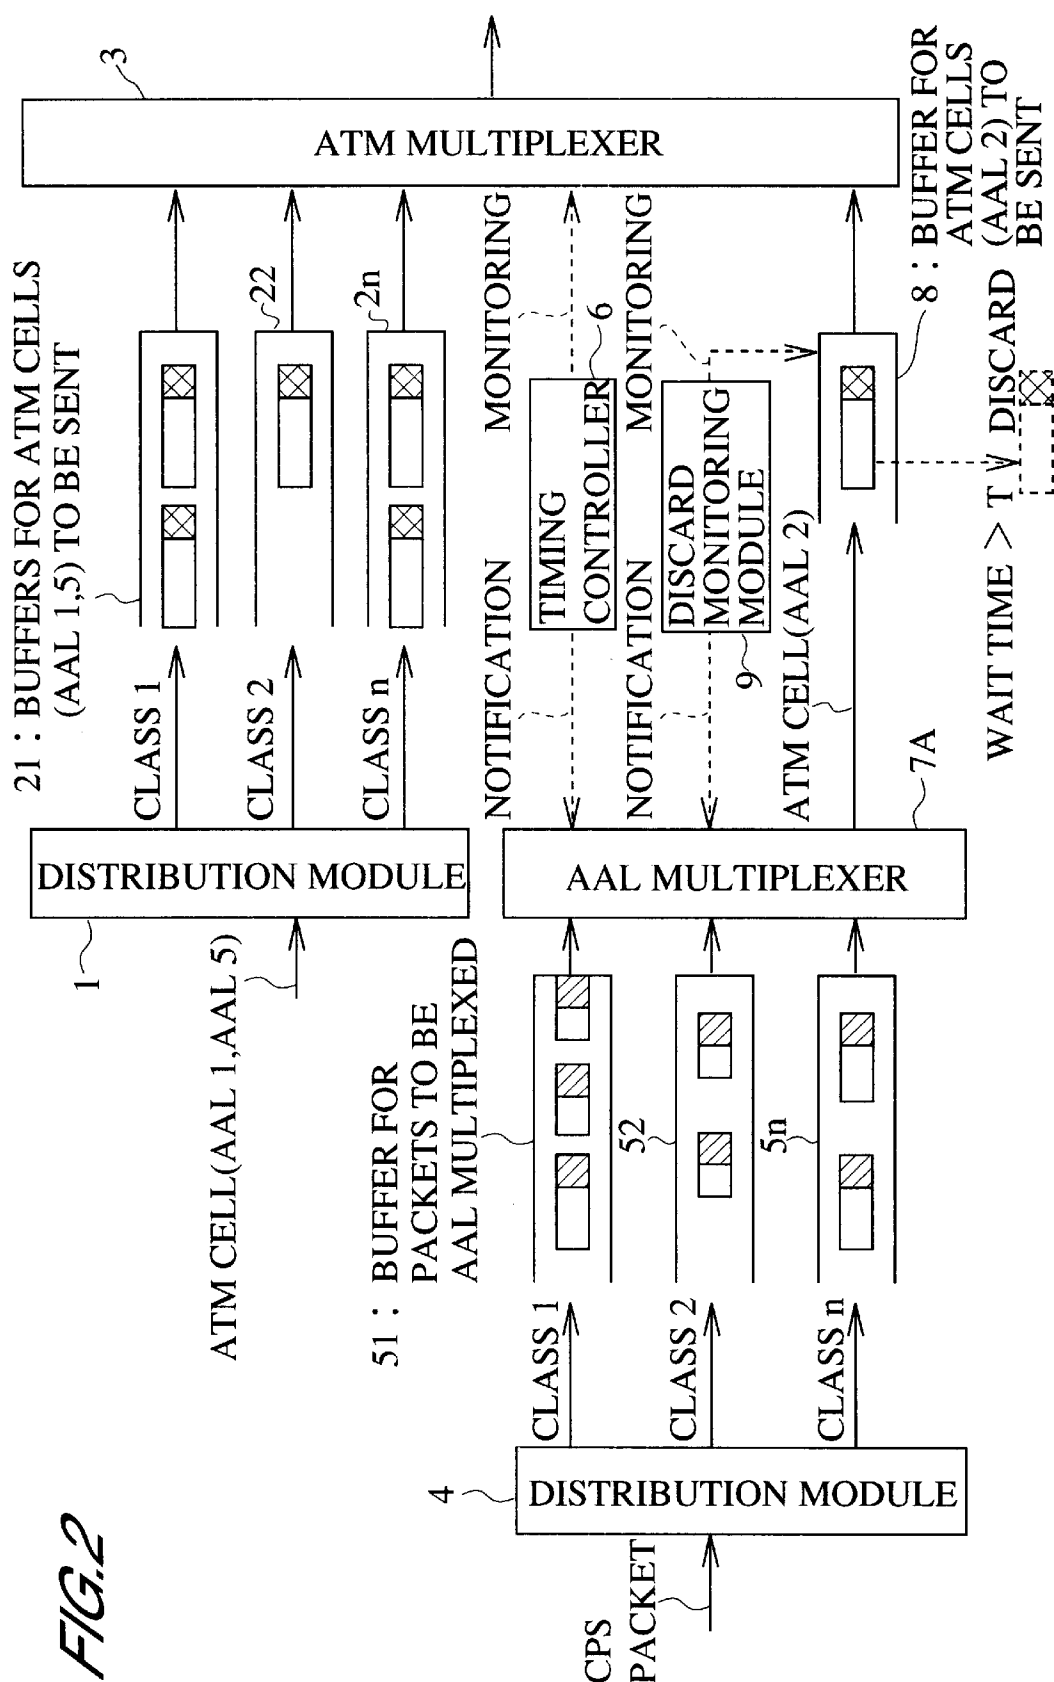 FIG.2
21 : BUFFERS FOR ATM CELLS
(AAL 1,5) TO BE SENT
3
ATM MULTIPLEXER
CLASS 1
CLASS 2
22
CLASS n
2n
DISTRIBUTION MODULE
1
ATM CELL(AAL 1,AAL 5)
NOTIFICATION
TIMING
CONTROLLER
6
MONITORING
NOTIFICATION
DISCARD
MONITORING
MODULE
9
MONITORING
51 : BUFFER FOR
PACKETS TO BE
AAL MULTIPLEXED
AAL MULTIPLEXER
7A
ATM CELL(AAL 2)
8 : BUFFER FOR
ATM CELLS
(AAL 2) TO
BE SENT
WAIT TIME > T
DISCARD
CLASS 1
52
CLASS 2
5n
CLASS n
4
DISTRIBUTION MODULE
CPS
PACKET